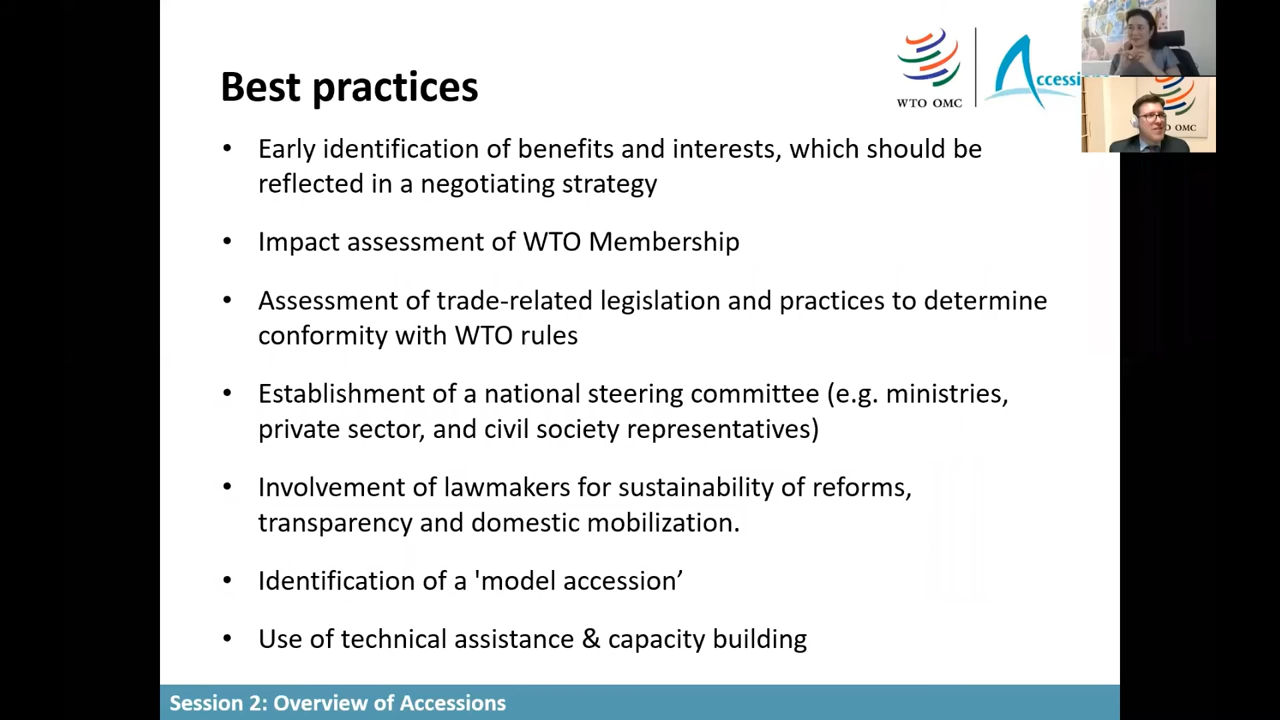 Best practices
WTO OMC
Accessi
O OMC
• Early identification of benefits and interests, which should be
reflected in a negotiating strategy
• Impact assessment of WTO Membership
• Assessment of trade-related legislation and practices to determine
conformity with WTO rules
• Establishment of a national steering committee (e.g. ministries,
private sector, and civil society representatives)
• Involvement of lawmakers for sustainability of reforms,
transparency and domestic mobilization.
• Identification of a 'model accession’
• Use of technical assistance & capacity building
Session 2: Overview of Accessions